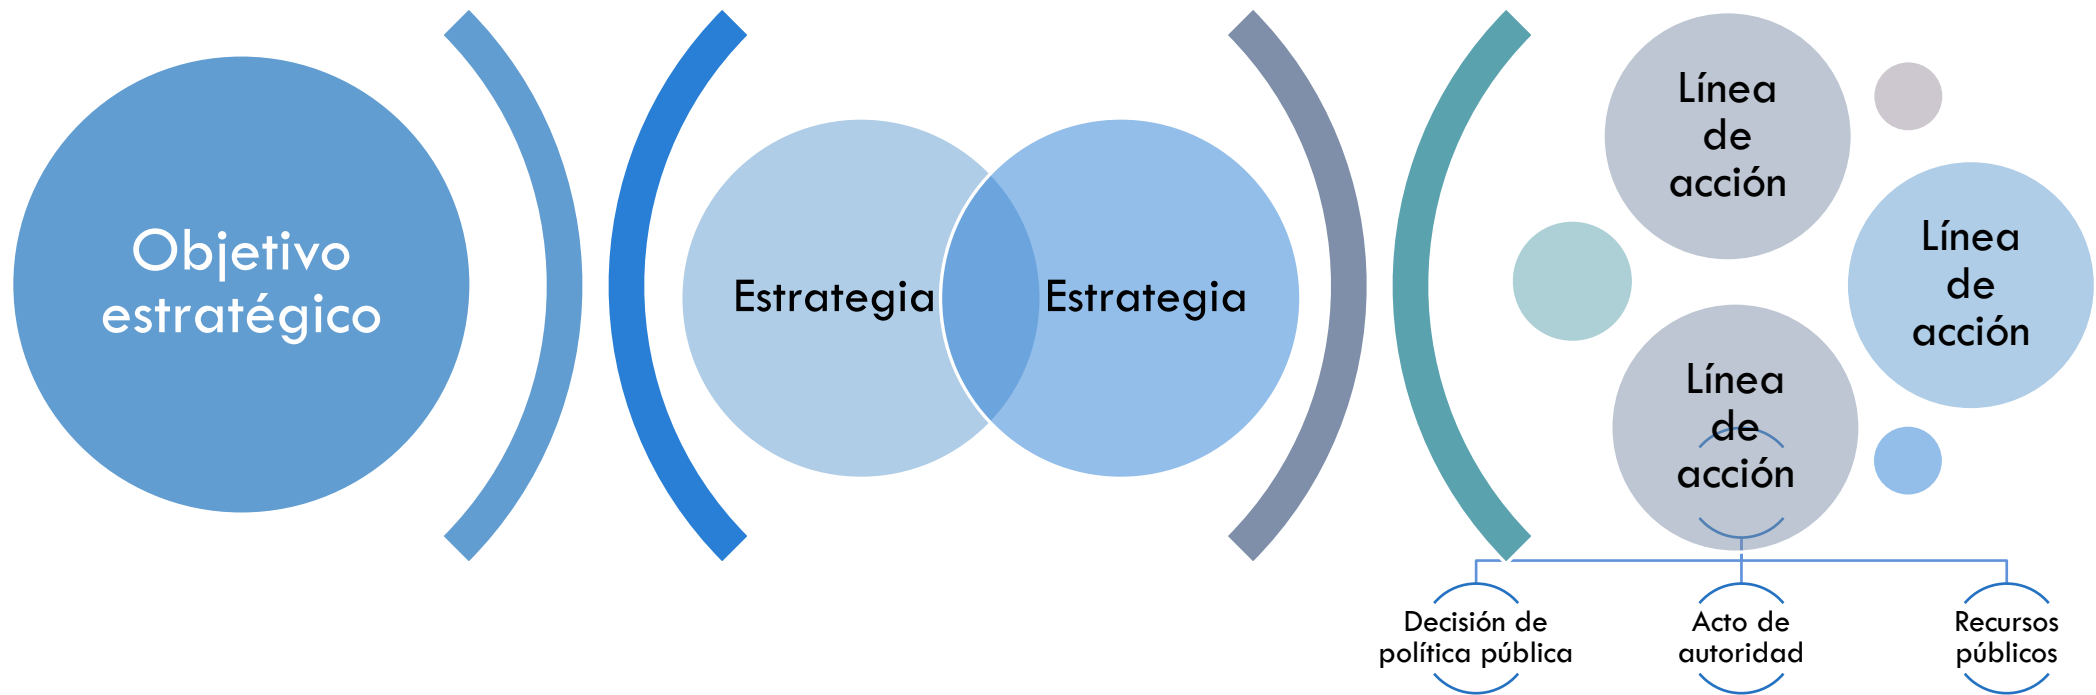 Objetivo
estratégico
Estrategia
Estrategia
Línea
de
acción
Línea
de
acción
Línea
de
acción
Decisión de
política pública
Acto de
autoridad
Recursos
públicos